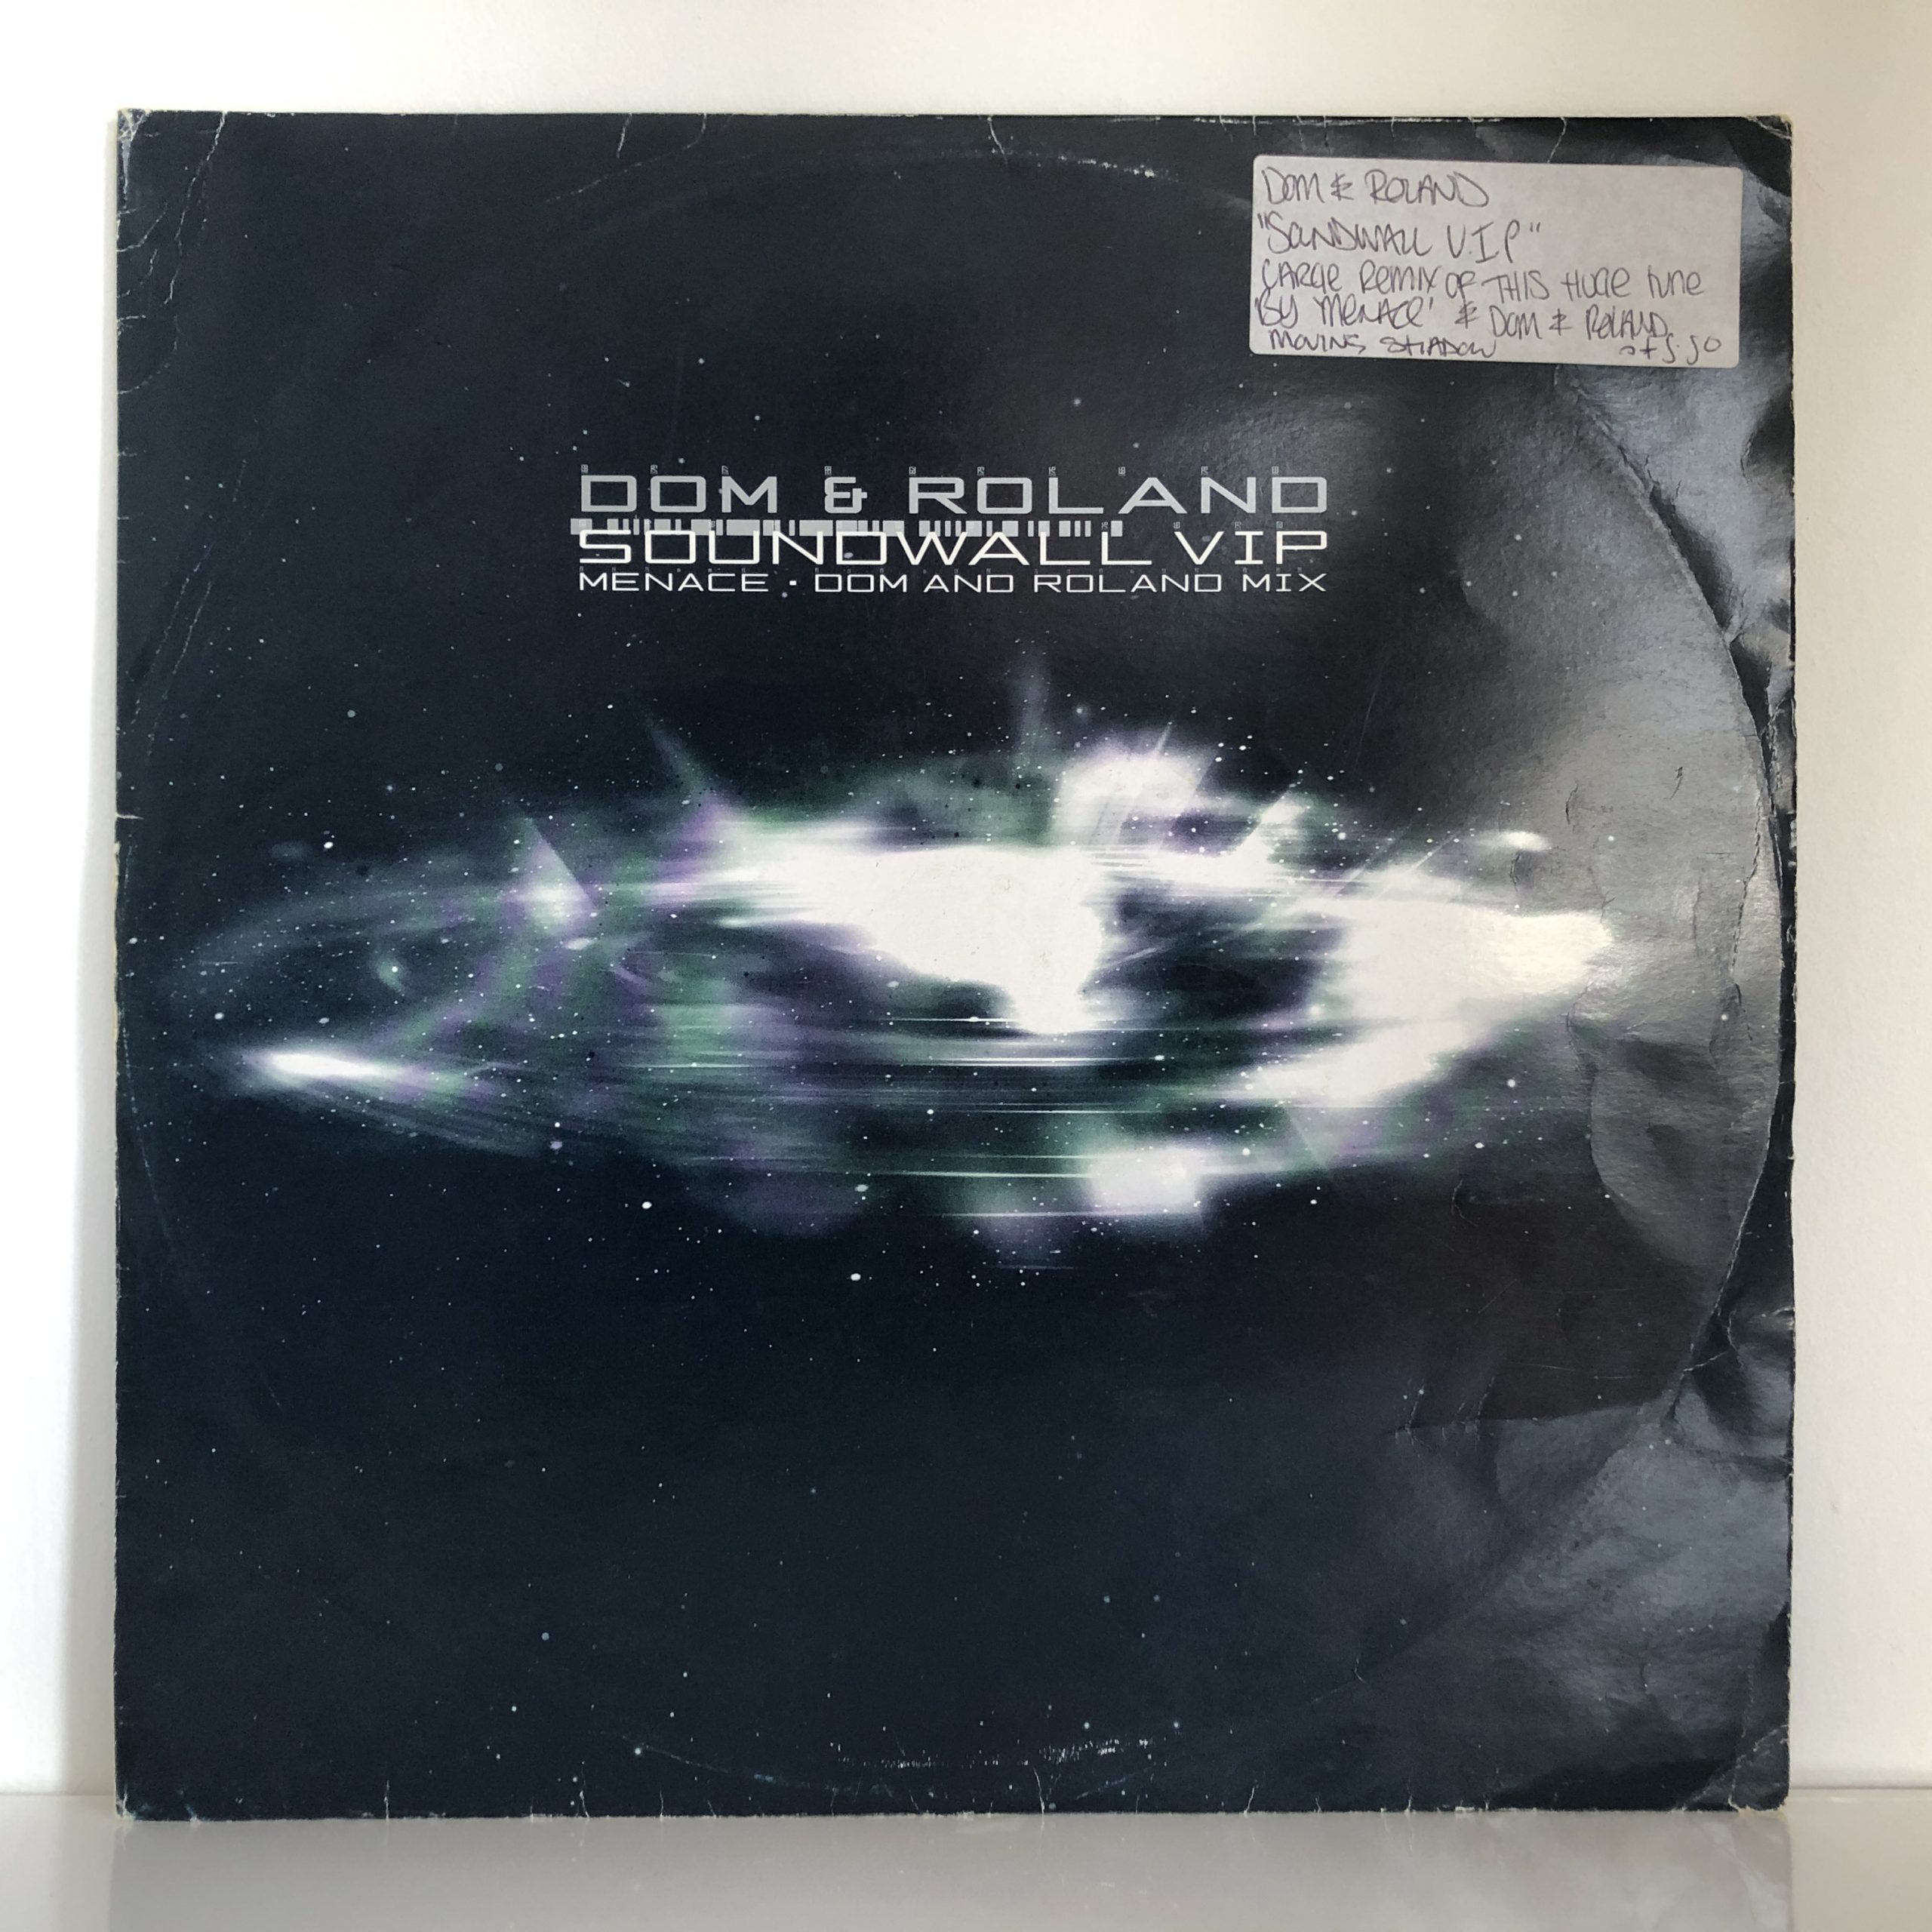 DOM & ROLAND
"SOUNDWALL V.I.P"
LARGE REMIX OF THIS HUGE TUNE
BY MENACE' & DOM & ROLAND.
MOVING SHADOW
DOM & ROLAND
SOUNDWALL VIP
MENACE · DOM AND ROLAND MIX